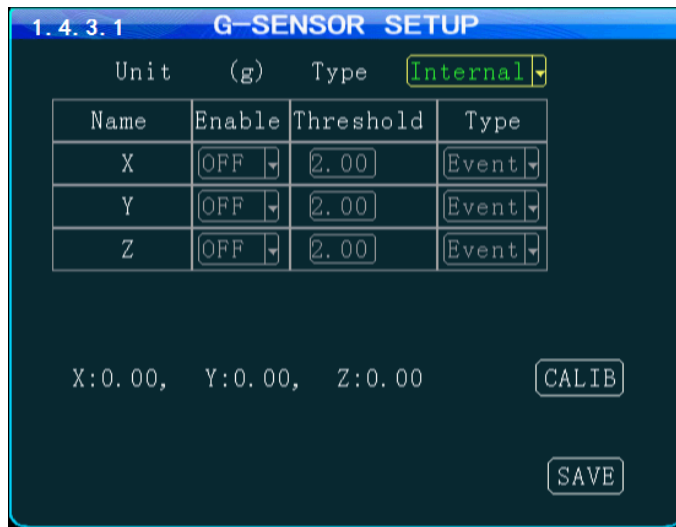 1.4.3.1 G-SENSOR SETUP
Unit (g) Type Internal
Name Enable Threshold Type
X OFF 2.00 Event
Y OFF 2.00 Event
Z OFF 2.00 Event
X:0.00, Y:0.00, Z:0.00 CALIB
SAVE